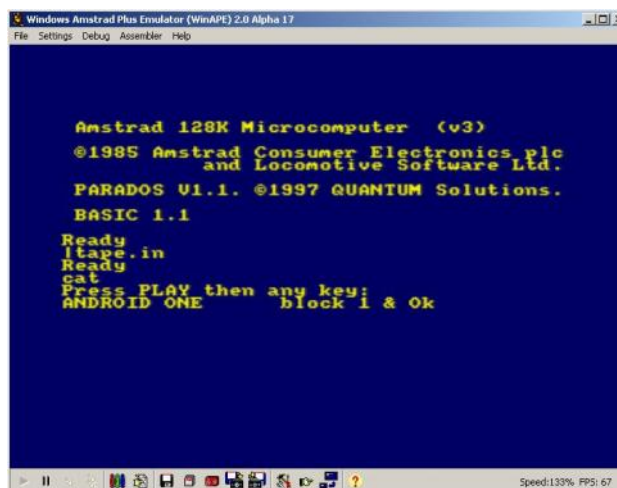 Windows Amstrad Plus Emulator (WinAPE) 2.0 Alpha 17
File Settings Debug Assembler Help
Amstrad 128K Microcomputer (v3)
©1985 Amstrad Consumer Electronics plc
and Locomotive Software Ltd.
PARADOS V1.1. ©1997 QUANTUM Solutions.
BASIC 1.1
Ready
|tape.in
Ready
cat
Press PLAY then any key:
ANDROID ONE block 1 & Ok
Speed:133% FPS: 67